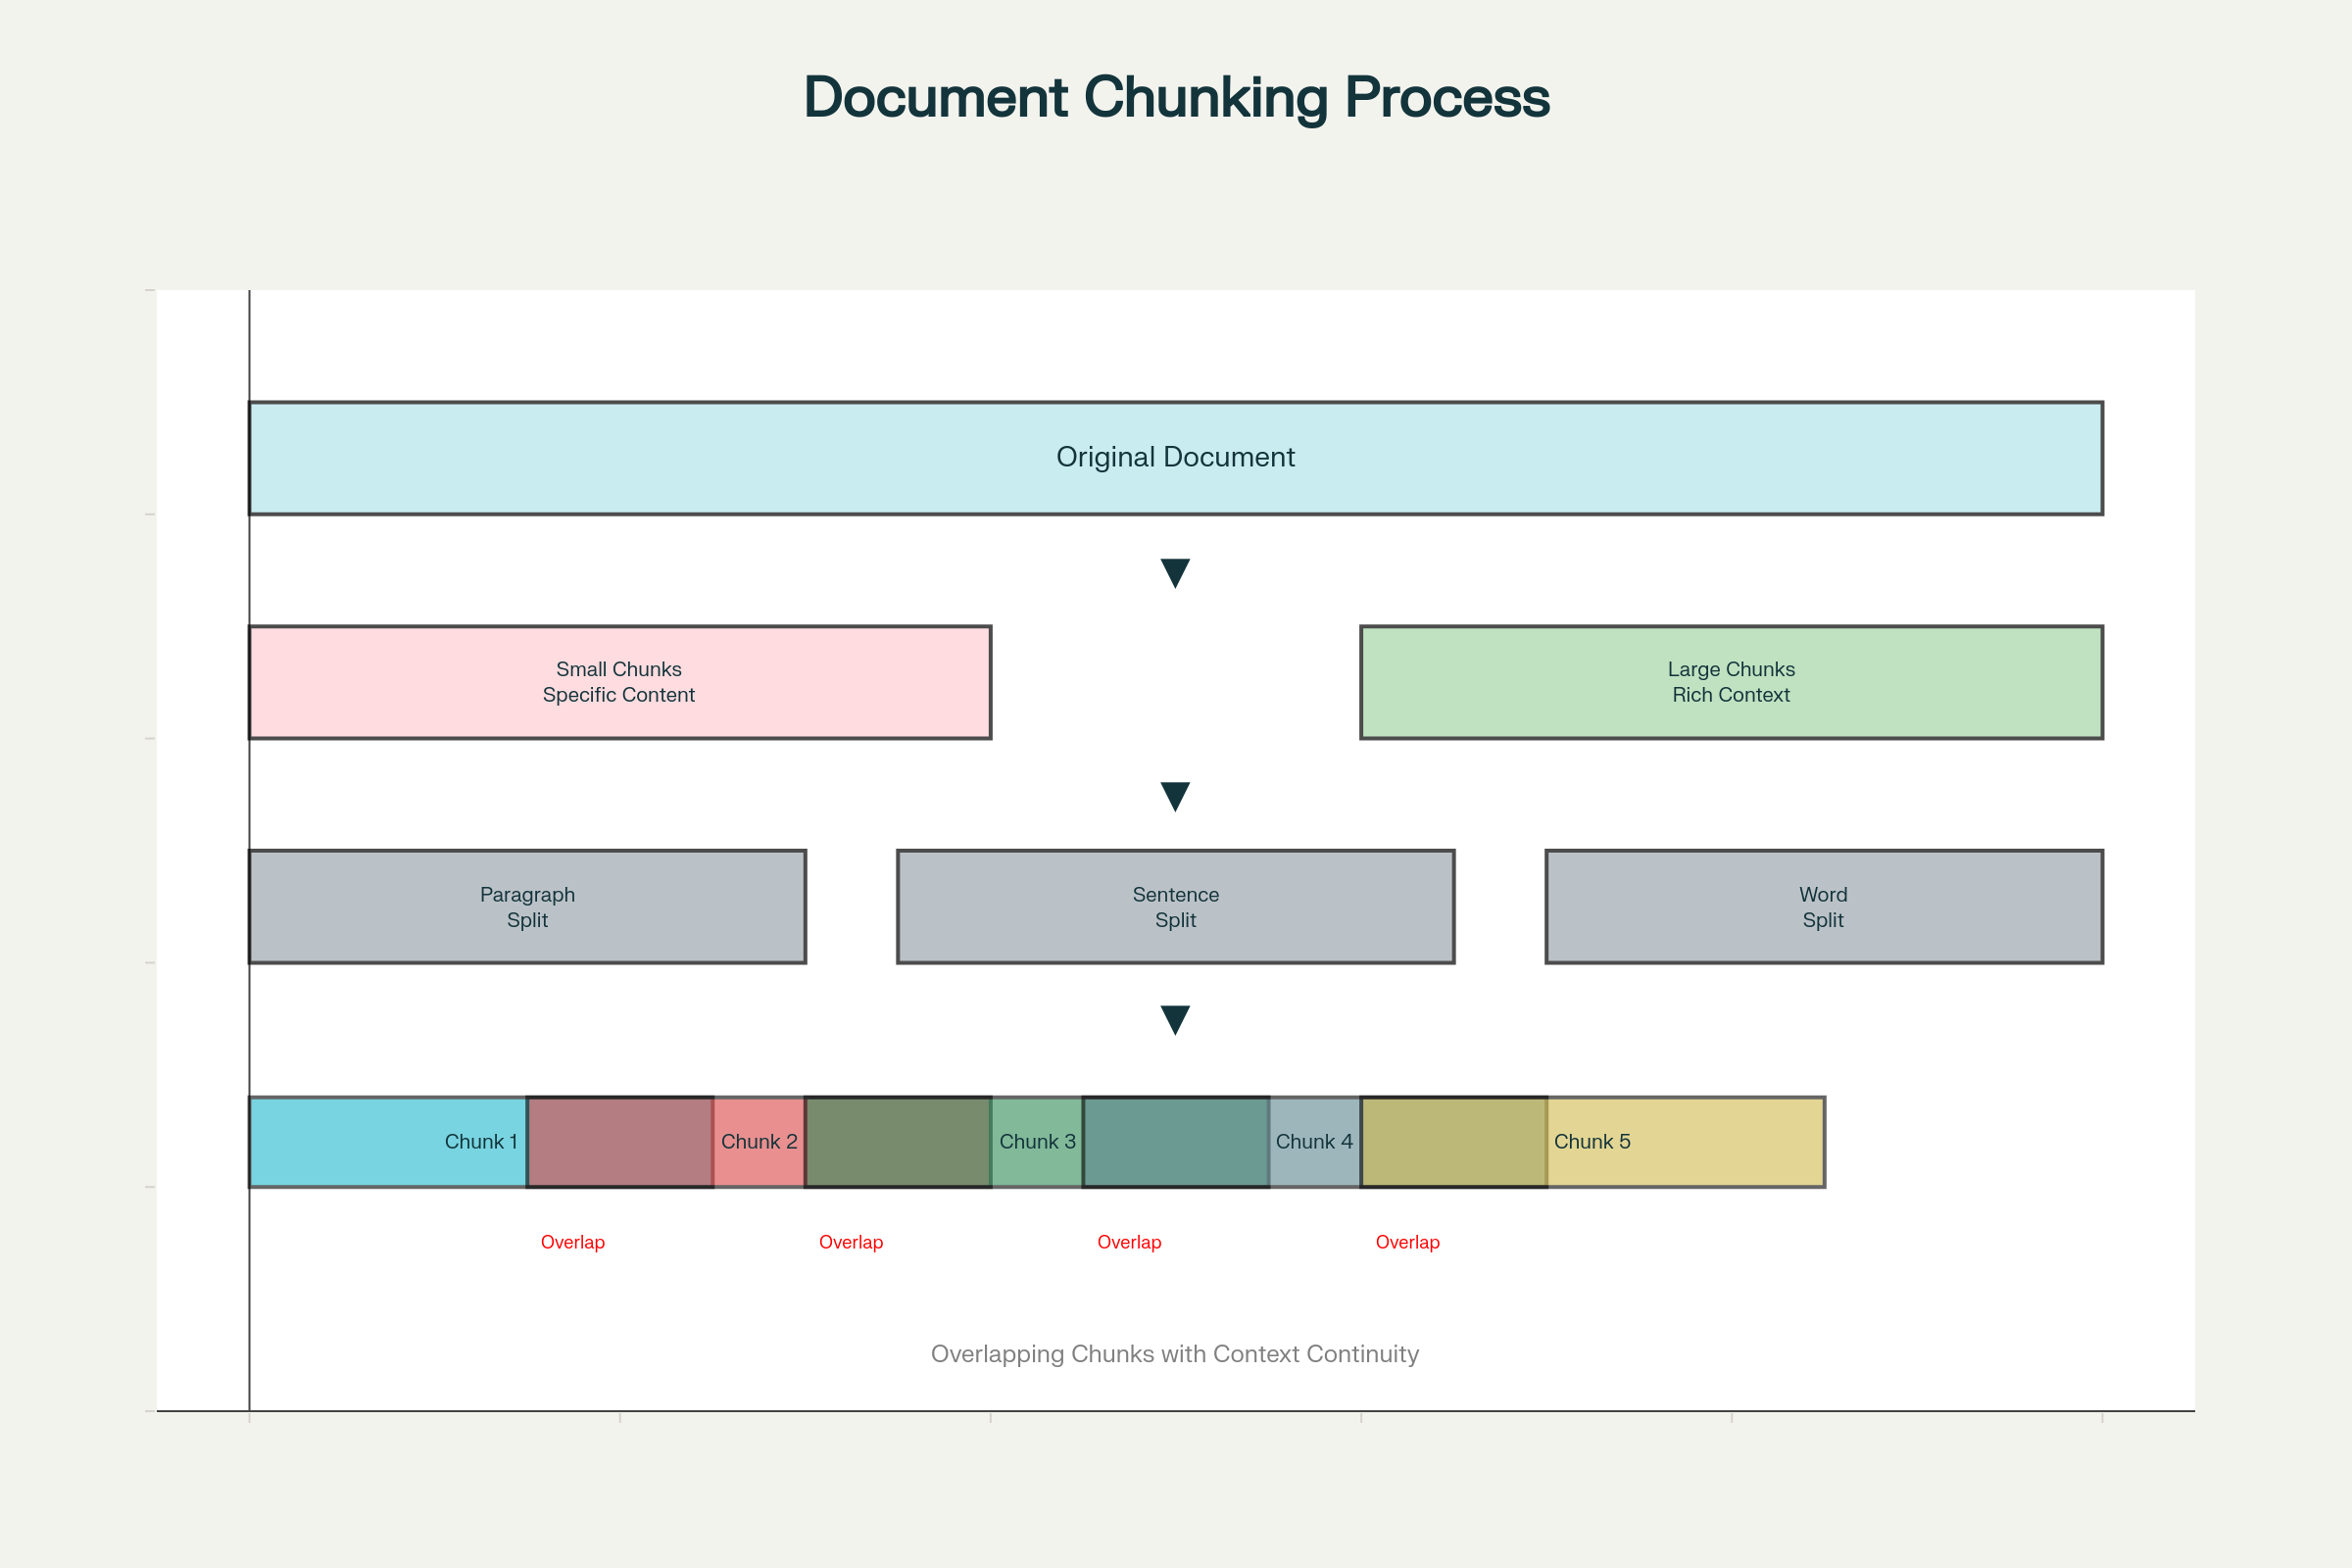 Document Chunking Process
Original Document
Small Chunks
Specific Content
Large Chunks
Rich Context
Paragraph
Split
Sentence
Split
Word
Split
Chunk 1
Chunk 2
Chunk 3
Chunk 4
Chunk 5
Overlap
Overlap
Overlap
Overlap
Overlapping Chunks with Context Continuity